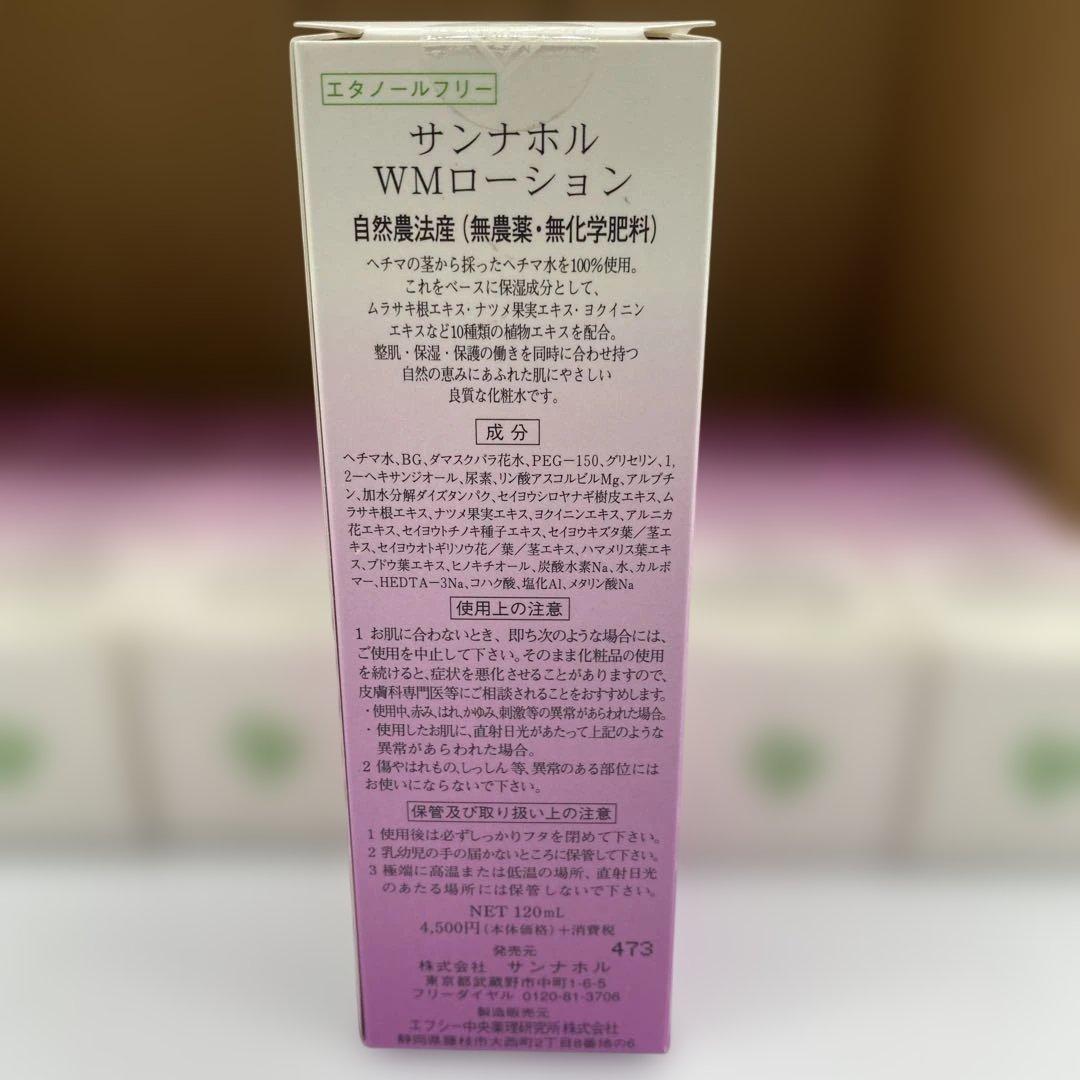 エタノールフリー
サンナホル
WMローション
自然農法産(無農薬・無化学肥料)
ヘチマの茎から採ったヘチマ水を100%使用。
これをベースに保湿成分として、
ムラサキ根エキス・ナツメ果実エキス・ヨクイニン
エキスなど10種類の植物エキスを配合。
整肌・保湿・保護の働きを同時に合わせ持つ
自然の恵みにあふれた肌にやさしい
良質な化粧水です。
成分
ヘチマ水、BG、ダマスクバラ花水、PEG－150、グリセリン、1,
2－ヘキサンジオール、尿素、リン酸アスコルビルMg、アルブチ
ン、加水分解ダイズタンパク、セイヨウシロヤナギ樹皮エキス、ム
ラサキ根エキス、ナツメ果実エキス、ヨクイニンエキス、アルニカ
花エキス、セイヨウトチノキ種子エキス、セイヨウキズタ葉／茎エ
キス、セイヨウオトギリソウ花／葉／茎エキス、ハマメリス葉エキ
ス、ブドウ葉エキス、ヒノキチオール、炭酸水素Na、水、カルボ
マー、HEDTA－3Na、コハク酸、塩化Al、メタリン酸Na
使用上の注意
1 お肌に合わないとき、即ち次のような場合には、
ご使用を中止して下さい。そのまま化粧品の使用
を続けると、症状を悪化させることがありますので、
皮膚科専門医等にご相談されることをおすすめします。
・使用中、赤み、はれ、かゆみ、刺激等の異常があらわれた場合。
・使用したお肌に、直射日光があたって上記のような
異常があらわれた場合。
2 傷やはれもの、しっしん等、異常のある部位には
お使いにならないで下さい。
保管及び取り扱い上の注意
1 使用後は必ずしっかりフタを閉めて下さい。
2 乳幼児の手の届かないところに保管して下さい。
3 極端に高温または低温の場所、直射日光
のあたる場所には保管しないで下さい。
NET 120mL
4,500円(本体価格)＋消費税
発売元 473
株式会社 サンナホル
東京都武蔵野市中町1-6-5
フリーダイヤル 0120-81-3706
製造販売元
エフシー中央薬理研究所株式会社
静岡県藤枝市大西町2丁目8番地の6